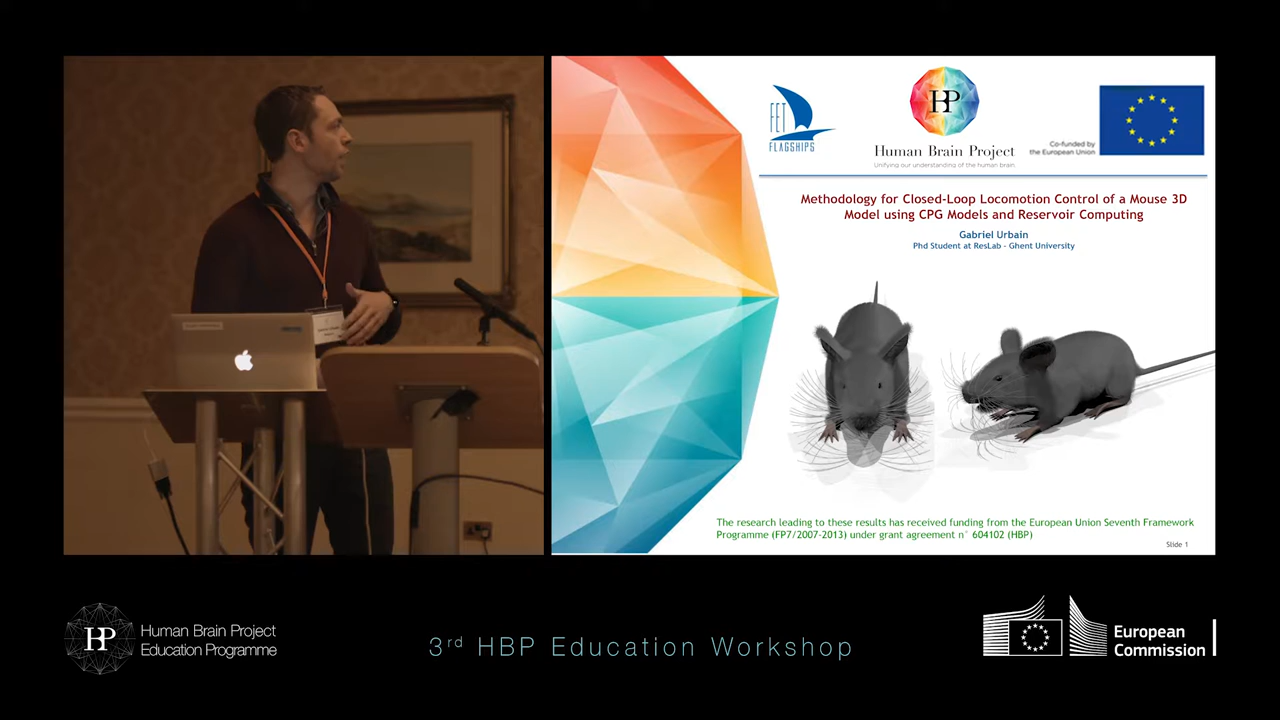 FET
FLAGSHIPS
HP
Human Brain Project
Unifying our understanding of the human brain
Co-funded by
the European Union
Methodology for Closed-Loop Locomotion Control of a Mouse 3D
Model using CPG Models and Reservoir Computing
Gabriel Urbain
Phd Student at ResLab - Ghent University
The research leading to these results has received funding from the European Union Seventh Framework
Programme (FP7/2007-2013) under grant agreement n° 604102 (HBP)
Slide 1
HP
Human Brain Project
Education Programme
3rd HBP Education Workshop
European
Commission